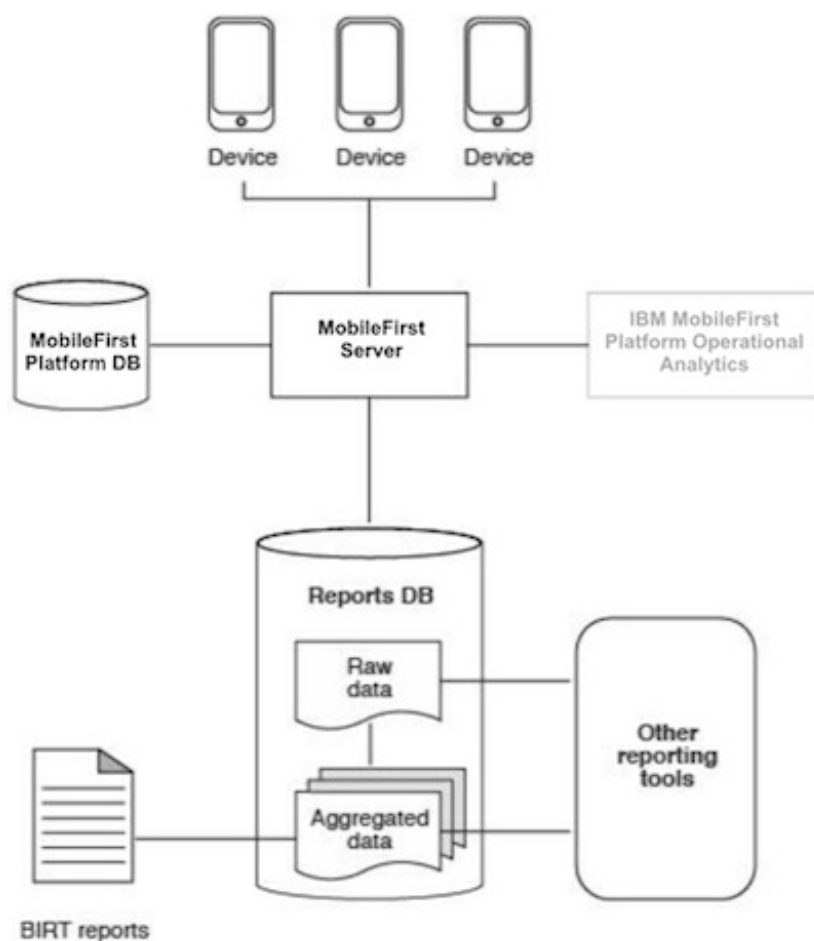 Device
Device
Device
MobileFirst
Platform DB
MobileFirst
Server
IBM MobileFirst
Platform Operational
Analytics
Reports DB
Raw
data
Aggregated
data
Other
reporting
tools
BIRT reports